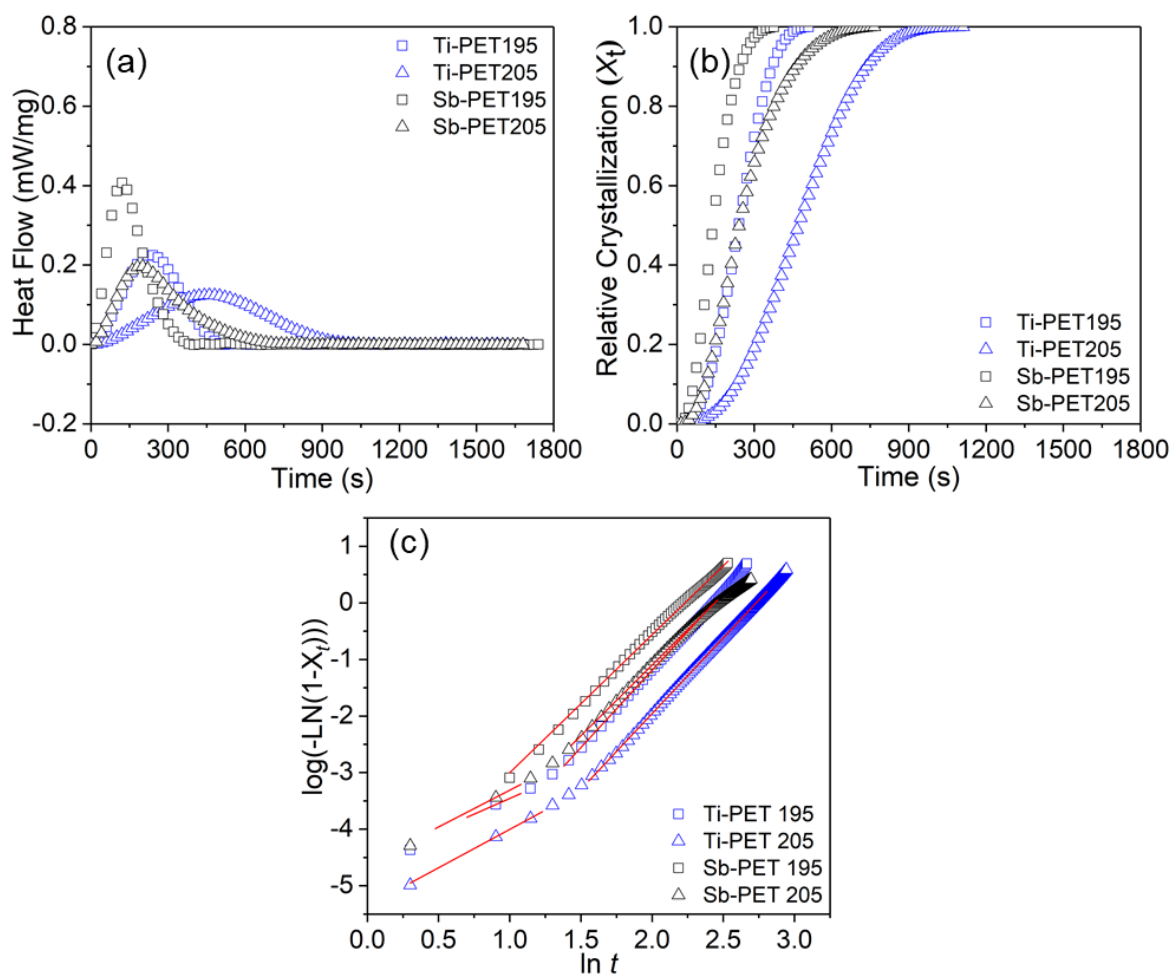 (a)
Heat Flow (mW/mg)
0.8
0.6
0.4
0.2
0.0
-0.2
0 300 600 900 1200 1500 1800
Time (s)
Ti-PET195
Ti-PET205
Sb-PET195
Sb-PET205
(b)
Relative Crystallization (Xₜ)
1.0
0.8
0.6
0.4
0.2
0.0
0 300 600 900 1200 1500 1800
Time (s)
Ti-PET195
Ti-PET205
Sb-PET195
Sb-PET205
(c)
log(-LN(1-Xₜ)))
1
0
-1
-2
-3
-4
-5
0.0 0.5 1.0 1.5 2.0 2.5 3.0
ln t
Ti-PET 195
Ti-PET 205
Sb-PET 195
Sb-PET 205